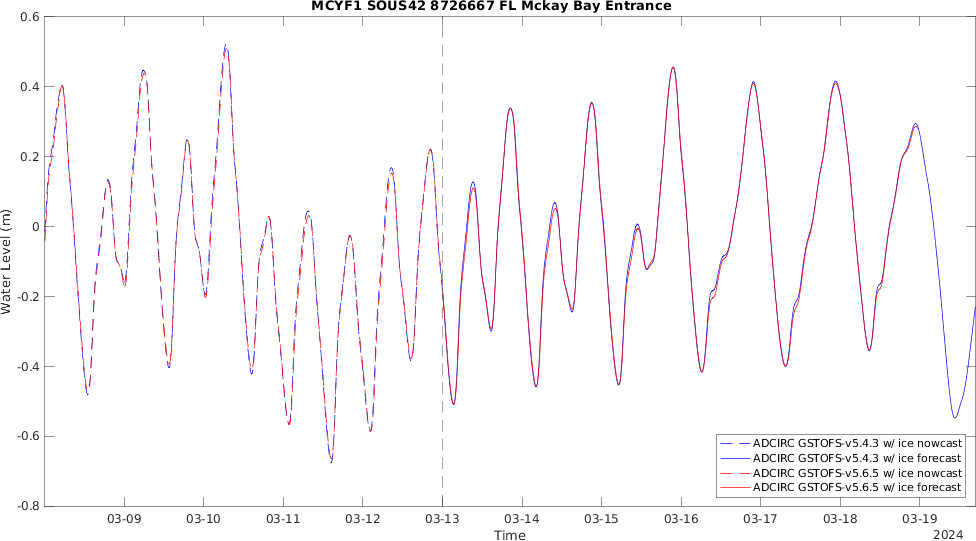 MCYF1 SOUS42 8726667 FL Mckay Bay Entrance
0.6
0.4
0.2
0
-0.2
-0.4
-0.6
-0.8
Water Level (m)
ADCIRC GSTOFS-v5.4.3 w/ ice nowcast
ADCIRC GSTOFS-v5.4.3 w/ ice forecast
ADCIRC GSTOFS-v5.6.5 w/ ice nowcast
ADCIRC GSTOFS-v5.6.5 w/ ice forecast
03-09 03-10 03-11 03-12 03-13 03-14 03-15 03-16 03-17 03-18 03-19
Time
2024